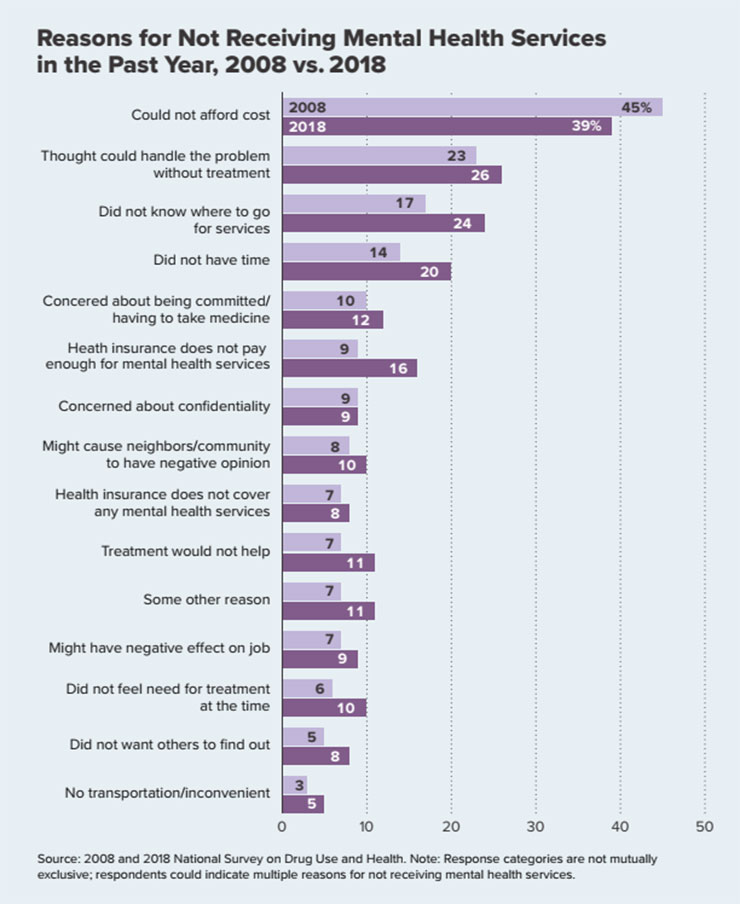 Reasons for Not Receiving Mental Health Services
in the Past Year, 2008 vs. 2018
Could not afford cost
2008
45%
2018
39%
Thought could handle the problem
without treatment
23
26
Did not know where to go
for services
17
24
Did not have time
14
20
Concered about being committed/
having to take medicine
10
12
Heath insurance does not pay
enough for mental health services
9
16
Concerned about confidentiality
9
9
Might cause neighbors/community
to have negative opinion
8
10
Health insurance does not cover
any mental health services
7
8
Treatment would not help
7
11
Some other reason
7
11
Might have negative effect on job
7
9
Did not feel need for treatment
at the time
6
10
Did not want others to find out
5
8
No transportation/inconvenient
3
5
0 10 20 30 40 50
Source: 2008 and 2018 National Survey on Drug Use and Health. Note: Response categories are not mutually
exclusive; respondents could indicate multiple reasons for not receiving mental health services.